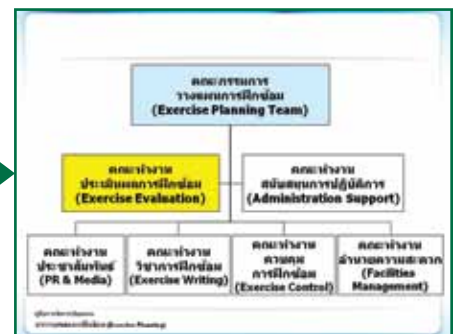 คณะกรรมการ
วางแผนการฝึกซ้อม
(Exercise Planning Team)
คณะทำงาน
ประเมินผลการฝึกซ้อม
(Exercise Evaluation)
คณะทำงาน
สนับสนุนการปฏิบัติการ
(Administration Support)
คณะทำงาน
ประชาสัมพันธ์
(PR & Media)
คณะทำงาน
วิชาการฝึกซ้อม
(Exercise Writing)
คณะทำงาน
ควบคุม
การฝึกซ้อม
(Exercise Control)
คณะทำงาน
อำนวยความสะดวก
(Facilities
Management)
(Exercise Planning)